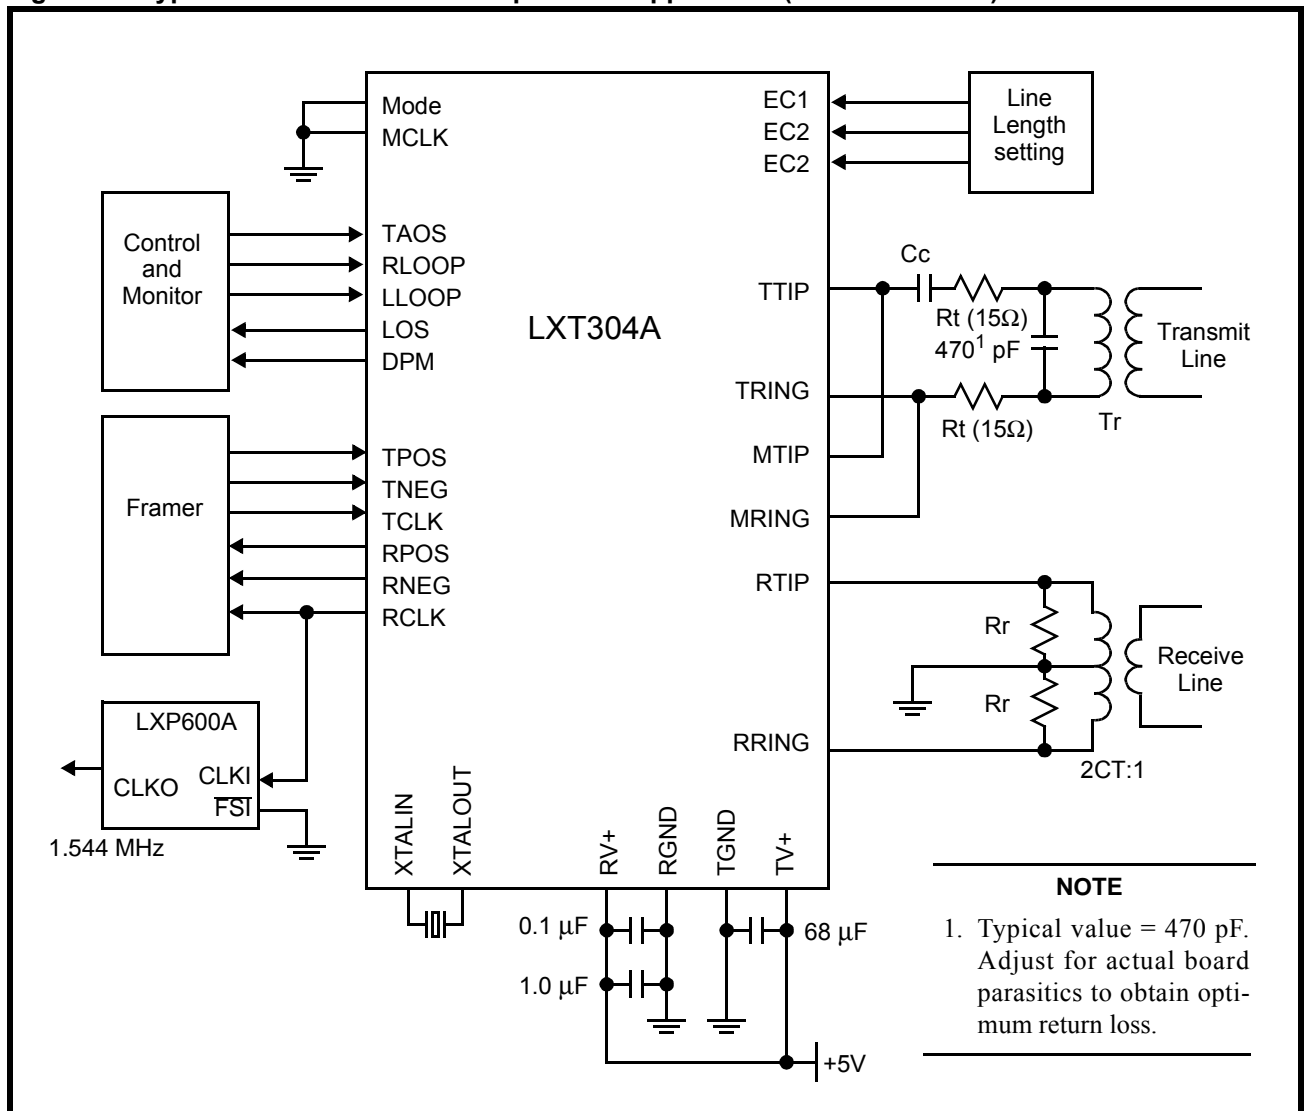 Mode
MCLK
EC1
EC2
EC2
Line
Length
setting
Control
and
Monitor
TAOS
RLOOP
LLOOP
LOS
DPM
LXT304A
TTIP
Cc
Rt (15Ω)
470¹ pF
Transmit
Line
TRING
Rt (15Ω)
Tr
MTIP
MRING
Framer
TPOS
TNEG
TCLK
RPOS
RNEG
RCLK
RTIP
Rr
Rr
Receive
Line
RRING
2CT:1
LXP600A
CLKI
CLKO
FSI
1.544 MHz
XTALIN
XTALOUT
RV+
RGND
TGND
TV+
0.1 µF
68 µF
1.0 µF
+5V
NOTE
1. Typical value = 470 pF.
Adjust for actual board
parasitics to obtain opti-
mum return loss.